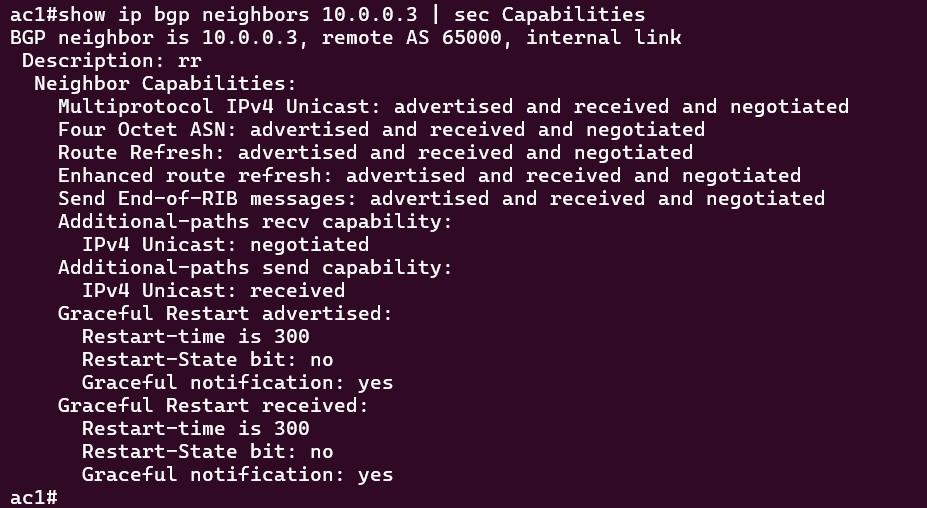 ac1#show ip bgp neighbors 10.0.0.3 | sec Capabilities
BGP neighbor is 10.0.0.3, remote AS 65000, internal link
 Description: rr
  Neighbor Capabilities:
    Multiprotocol IPv4 Unicast: advertised and received and negotiated
    Four Octet ASN: advertised and received and negotiated
    Route Refresh: advertised and received and negotiated
    Enhanced route refresh: advertised and received and negotiated
    Send End-of-RIB messages: advertised and received and negotiated
    Additional-paths recv capability:
      IPv4 Unicast: negotiated
    Additional-paths send capability:
      IPv4 Unicast: received
    Graceful Restart advertised:
      Restart-time is 300
      Restart-State bit: no
      Graceful notification: yes
    Graceful Restart received:
      Restart-time is 300
      Restart-State bit: no
      Graceful notification: yes
ac1#